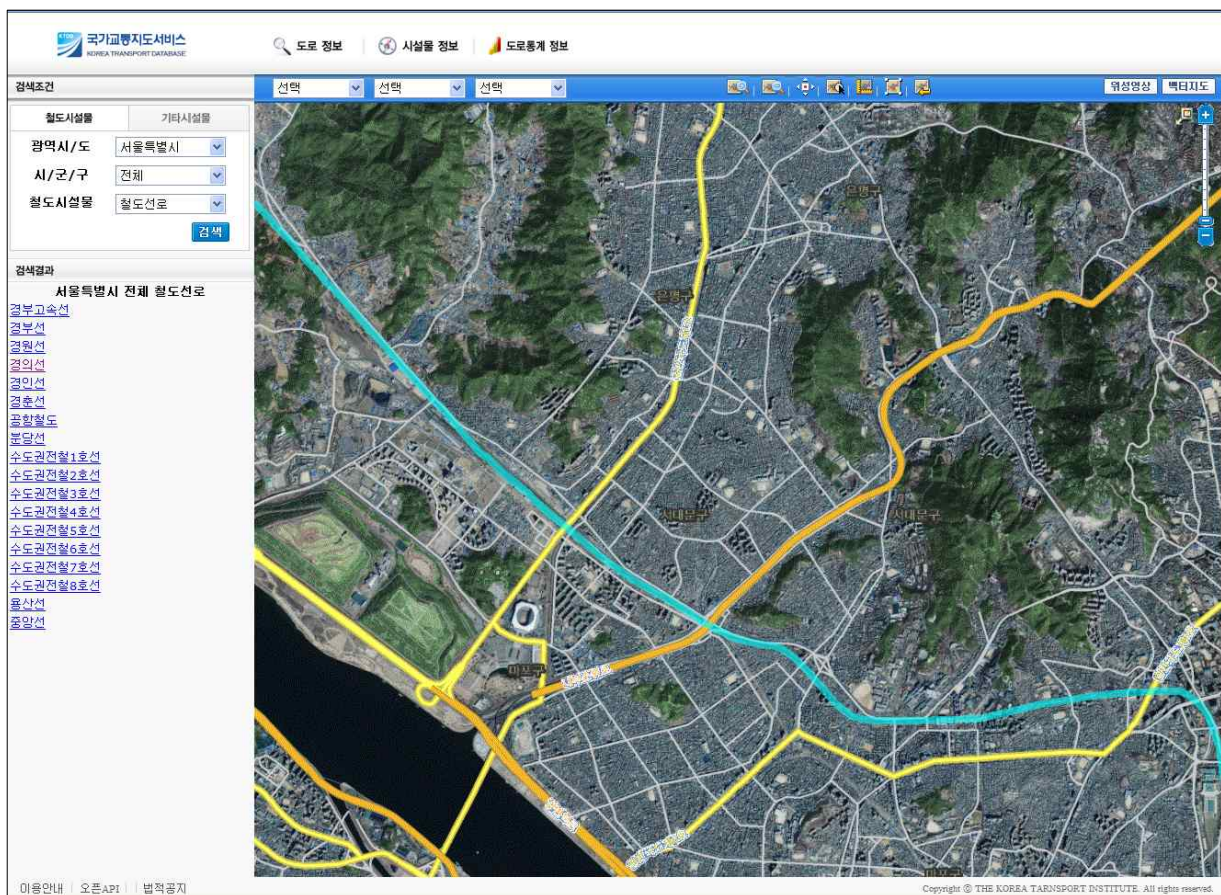 KTDB
국가교통지도서비스
KOREA TRANSPORT DATABASE
도로 정보
시설물 정보
도로통계 정보
검색조건
선택
선택
선택
위성영상
벡터지도
철도시설물
기타시설물
광역시/도
서울특별시
시/군/구
전체
철도시설물
철도선로
검색
검색결과
서울특별시 전체 철도선로
경부고속선
경부선
경원선
경의선
경인선
경춘선
공항철도
분당선
수도권전철1호선
수도권전철2호선
수도권전철3호선
수도권전철4호선
수도권전철5호선
수도권전철6호선
수도권전철7호선
수도권전철8호선
용산선
중앙선
은평구
은평구
서대문구
서대문구
마포구
마포구
이용안내
오픈API
법적공지
Copyright ⓒ THE KOREA TARNSPORT INSTITUTE. All rights reserved.